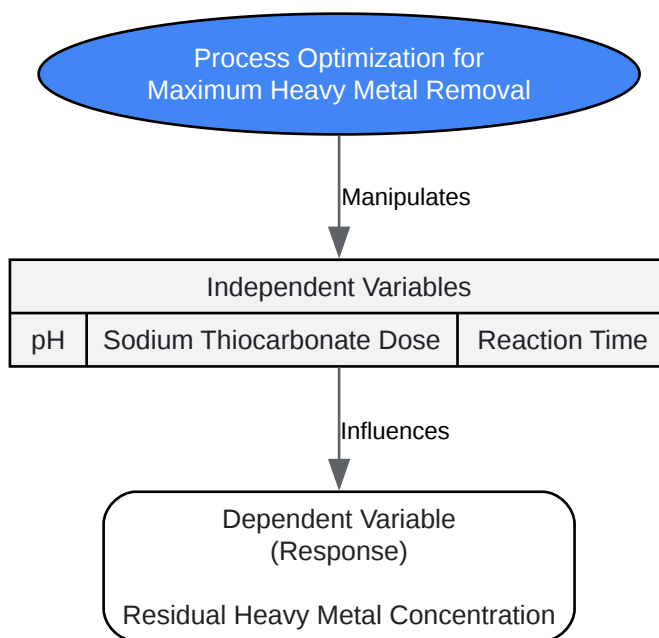 Process Optimization for
Maximum Heavy Metal Removal
Manipulates
Independent Variables
pH
Sodium Thiocarbonate Dose
Reaction Time
Influences
Dependent Variable
(Response)
Residual Heavy Metal Concentration